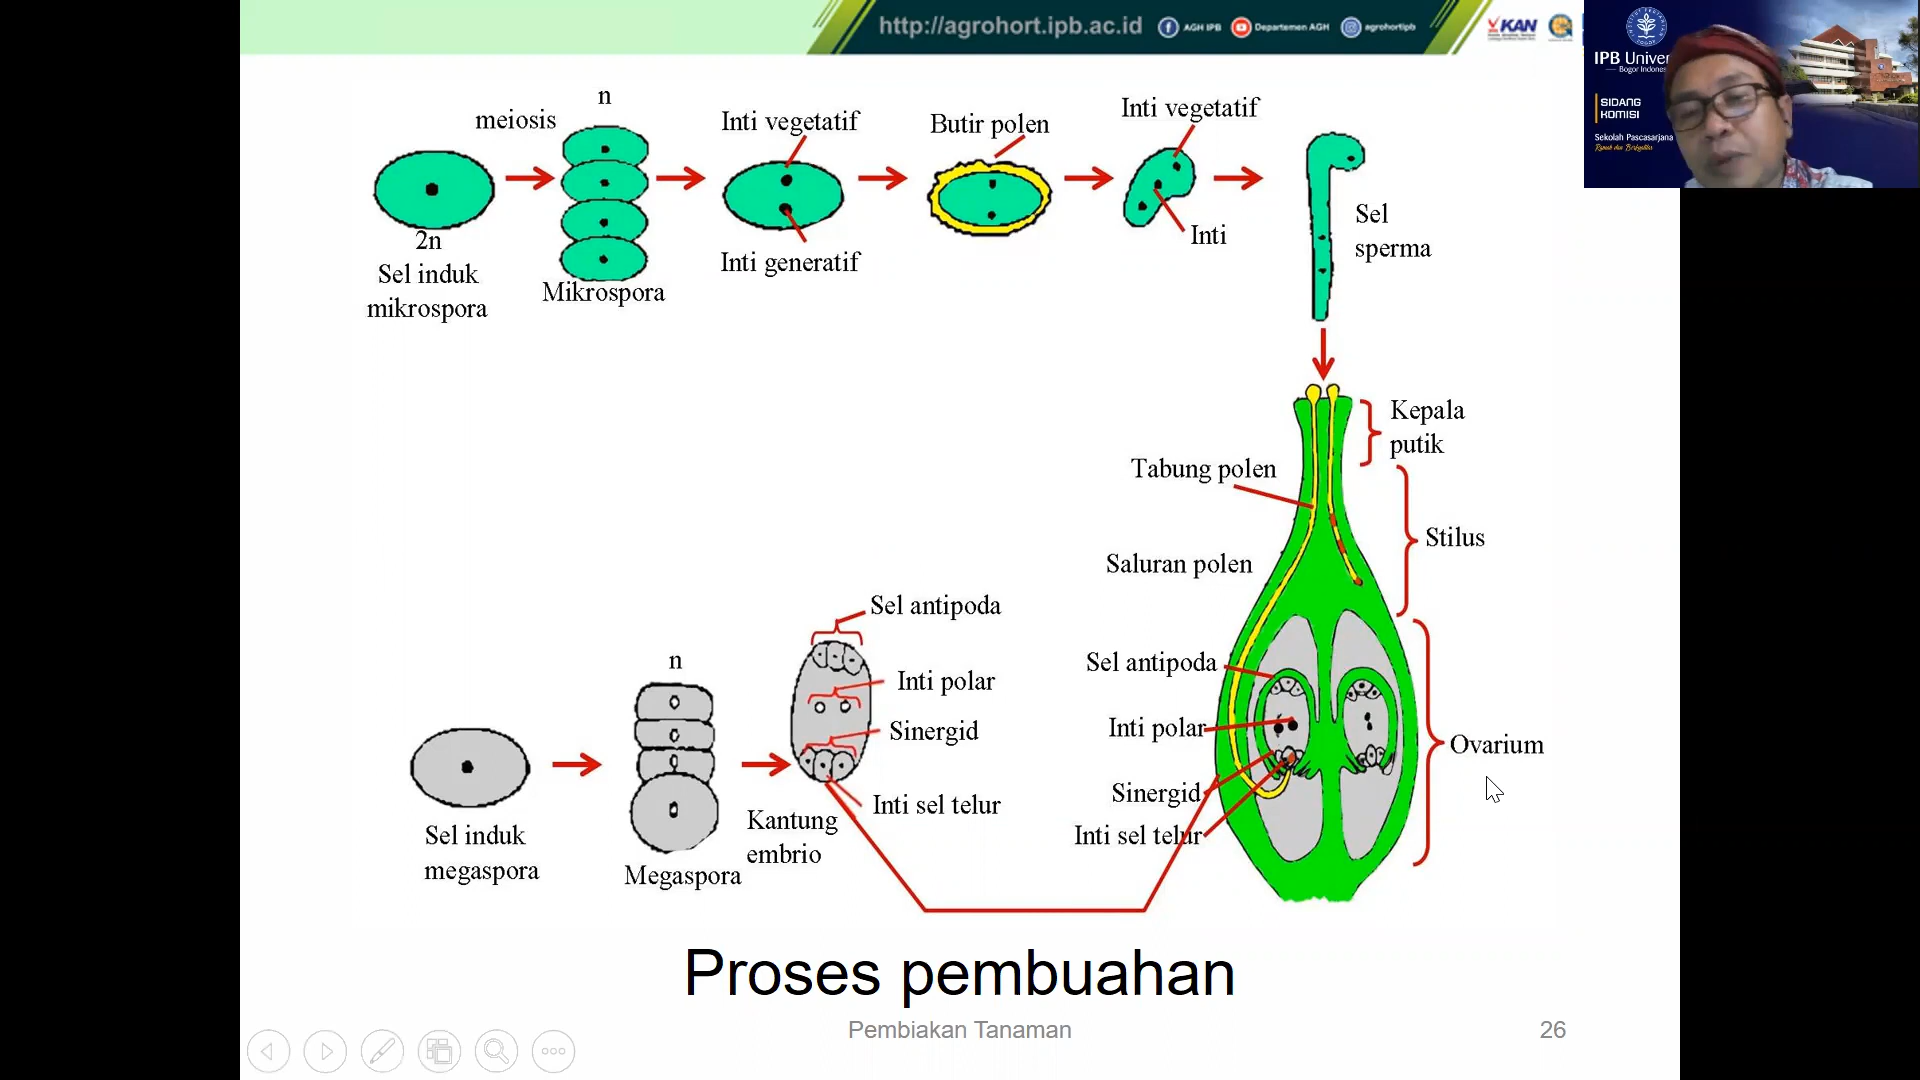 http://agrohort.ipb.ac.id
AGH IPB
Departemen AGH
agrohortipb
KAN
IPB Univer
Bogor Indones
SIDANG
KOMISI
Sekolah Pascasarjana
meiosis
n
2n
Sel induk
mikrospora
Mikrospora
Inti vegetatif
Inti generatif
Butir polen
Inti vegetatif
Inti
Sel
sperma
Kepala
putik
Tabung polen
Stilus
Saluran polen
Sel antipoda
Inti polar
Sinergid
Inti sel telur
Ovarium
Sel antipoda
Inti polar
Sinergid
Inti sel telur
n
Sel induk
megaspora
Megaspora
Kantung
embrio
Proses pembuahan
Pembiakan Tanaman
26